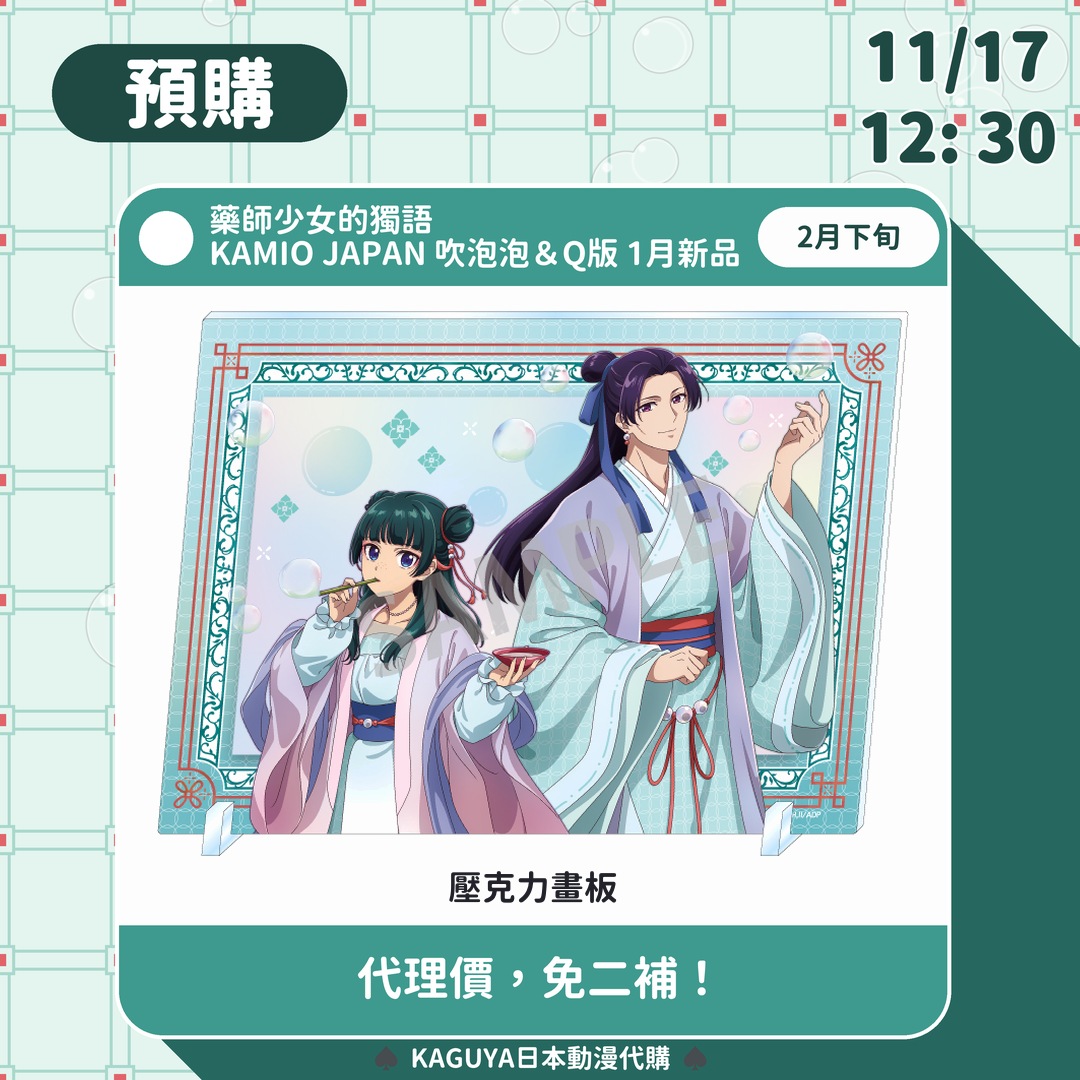 預購
11/17
12: 30
藥師少女的獨語
KAMIO JAPAN 吹泡泡＆Q版 1月新品
2月下旬
SAMPLE
壓克力畫板
代理價，免二補！
♠ KAGUYA日本動漫代購 ♠